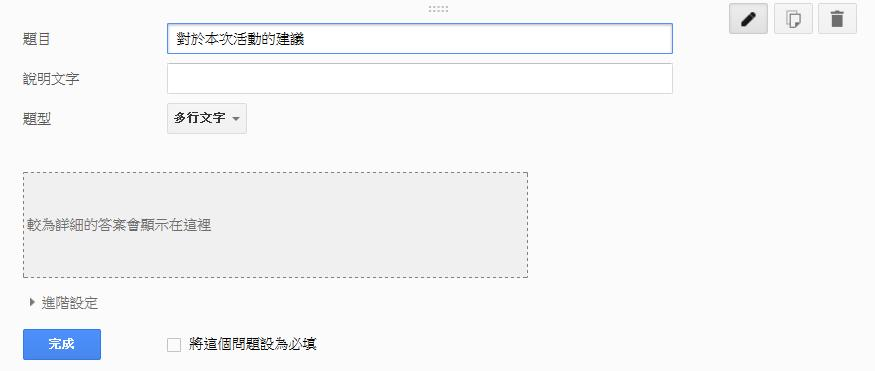 題目 對於本次活動的建議
說明文字
題型 多行文字
較為詳細的答案會顯示在這裡
進階設定
完成 將這個問題設為必填